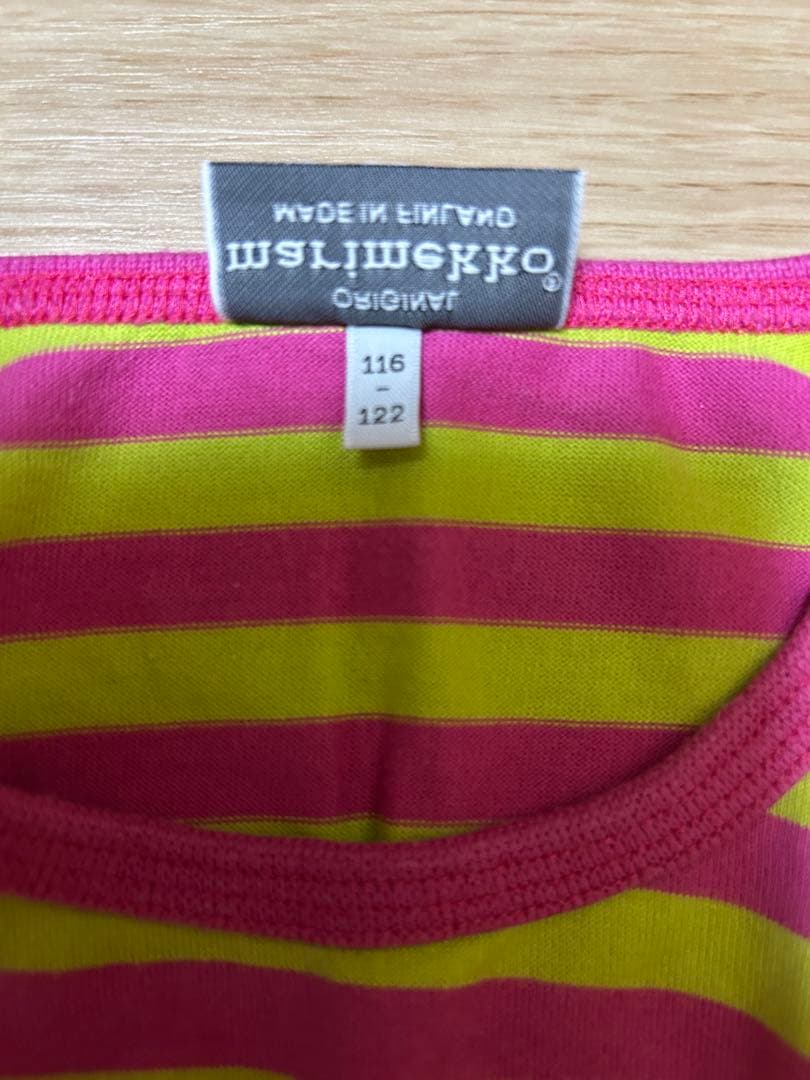 ORIGINAL
marimekko®
MADE IN FINLAND
116
-
122